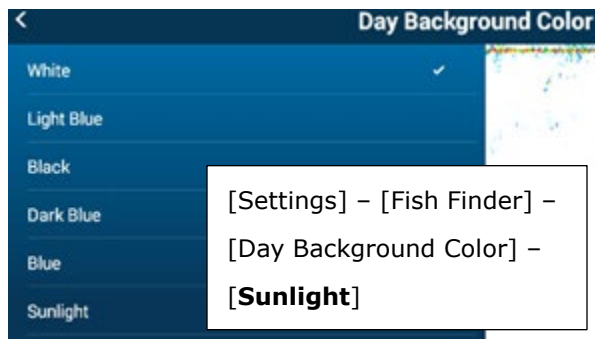 Day Background Color
White
Light Blue
Black
Dark Blue
Blue
Sunlight
[Settings] – [Fish Finder] –
[Day Background Color] –
[Sunlight]